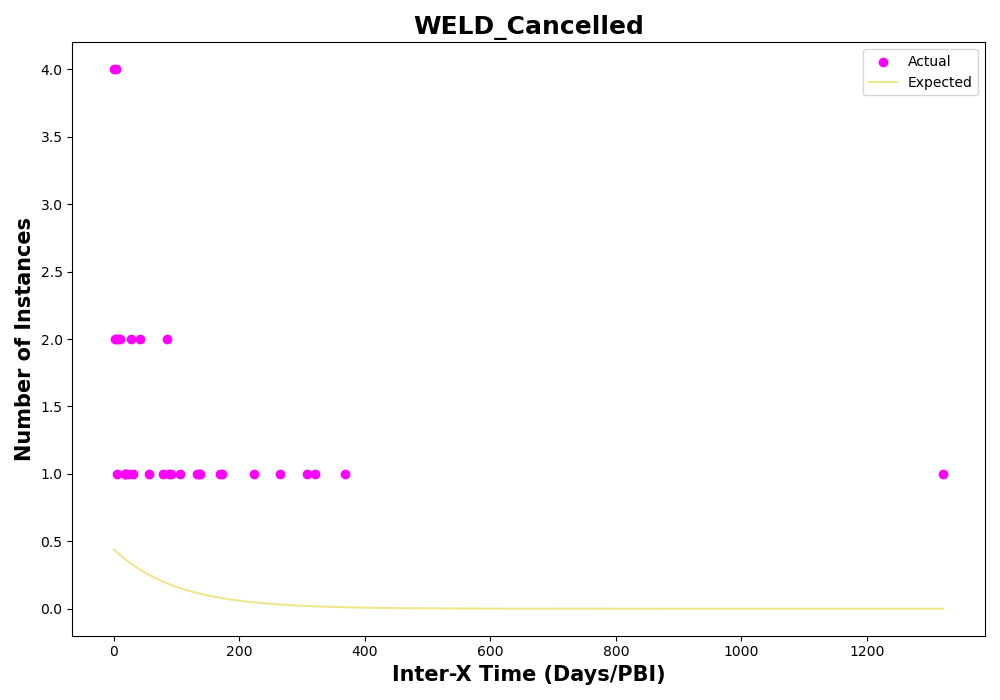 WELD_Cancelled
Number of Instances
4.0
3.5
3.0
2.5
2.0
1.5
1.0
0.5
0.0
Actual
Expected
0 200 400 600 800 1000 1200
Inter-X Time (Days/PBI)